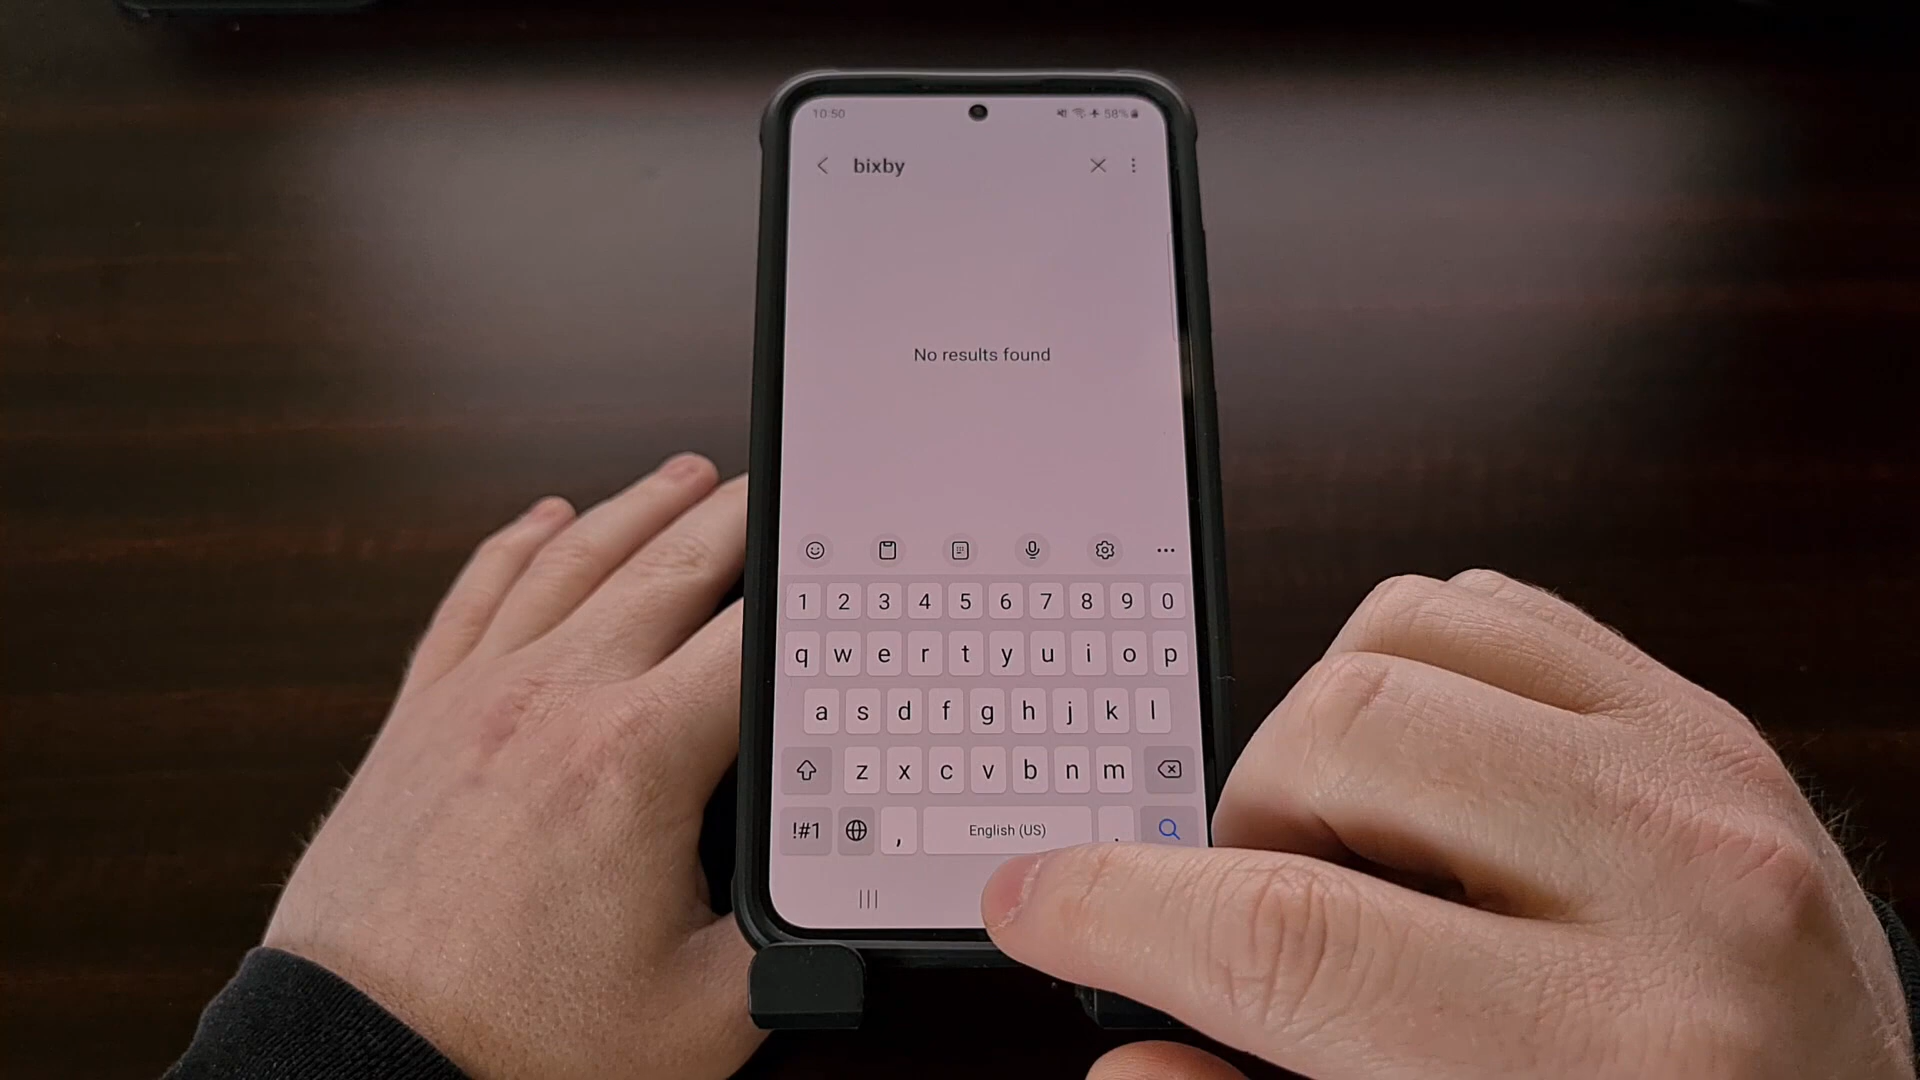 10:50 58%
bixby
No results found
1 2 3 4 5 6 7 8 9 0
q w e r t y u i o p
a s d f g h j k l
z x c v b n m
!#1 , English (US) .